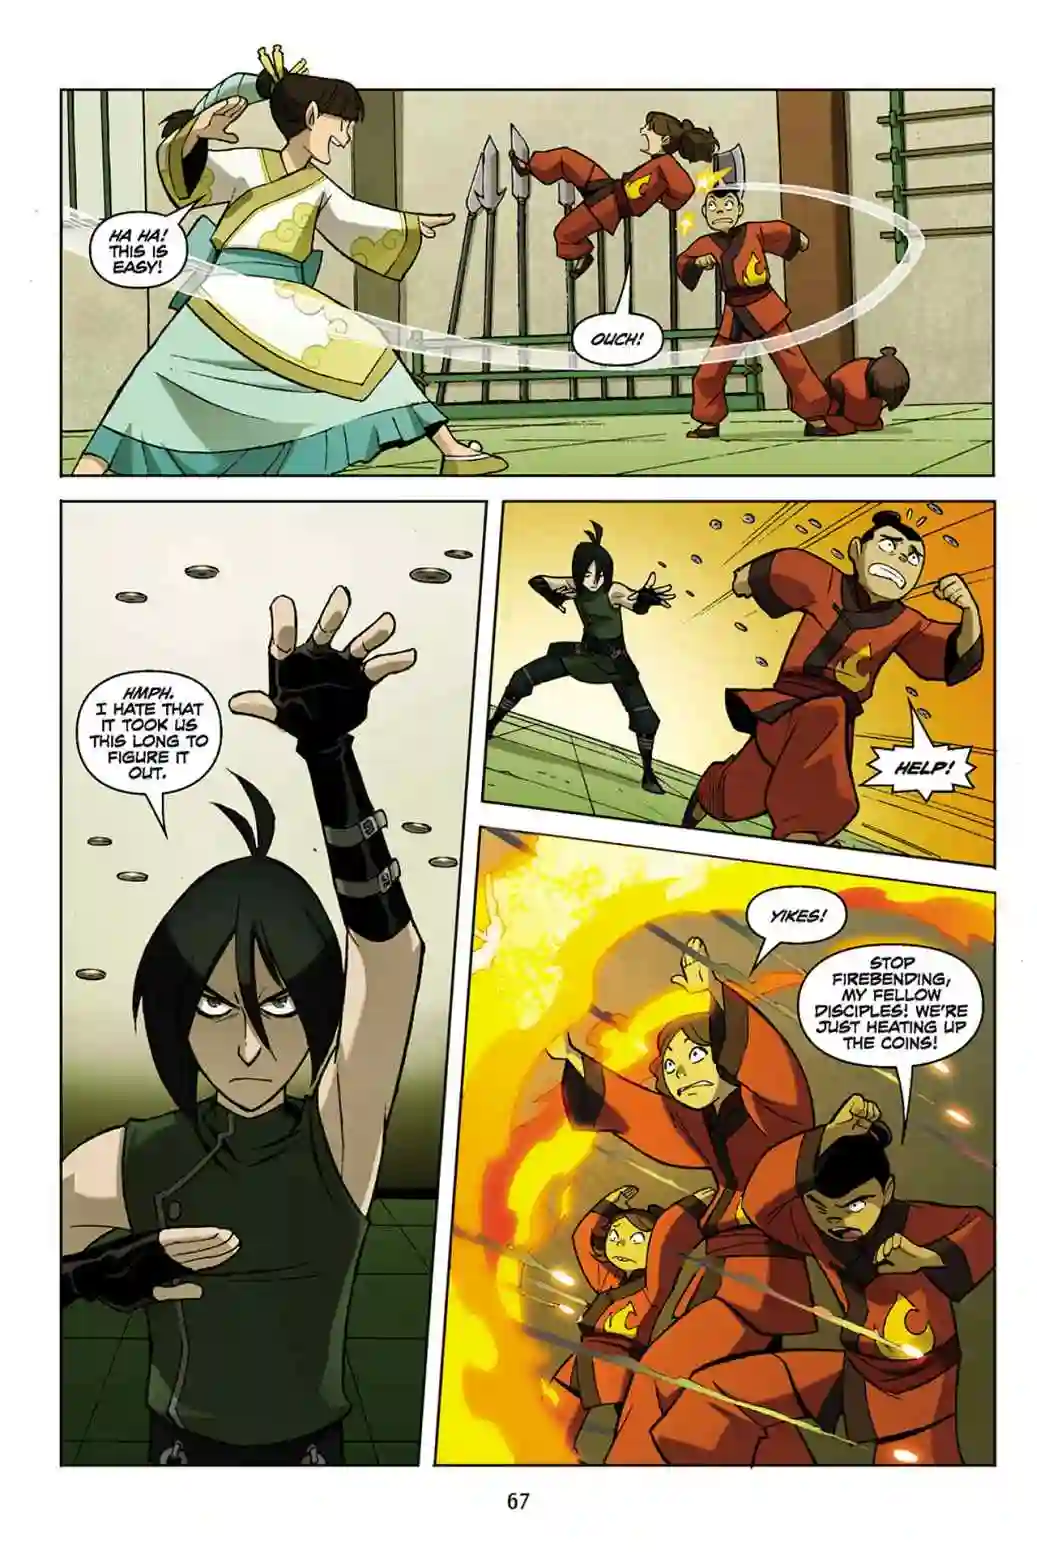 HA HA!
THIS IS
EASY!
OUCH!
HMPH.
I HATE THAT
IT TOOK US
THIS LONG TO
FIGURE IT
OUT.
HELP!
YIKES!
STOP
FIREBENDING,
MY FELLOW
DISCIPLES! WE'RE
JUST HEATING UP
THE COINS!
67